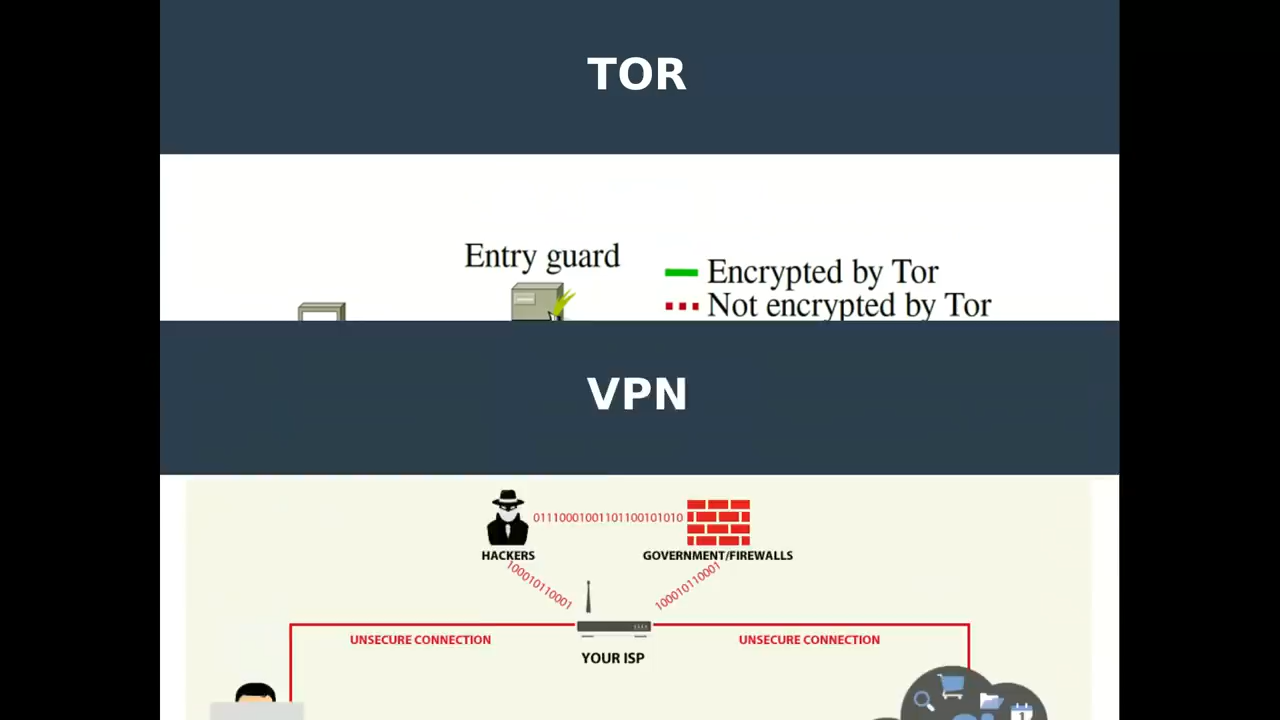 TOR
Entry guard
Encrypted by Tor
Not encrypted by Tor
VPN
01110001001101100101010
HACKERS
GOVERNMENT/FIREWALLS
100010110001
100010110001
UNSECURE CONNECTION
UNSECURE CONNECTION
YOUR ISP
1